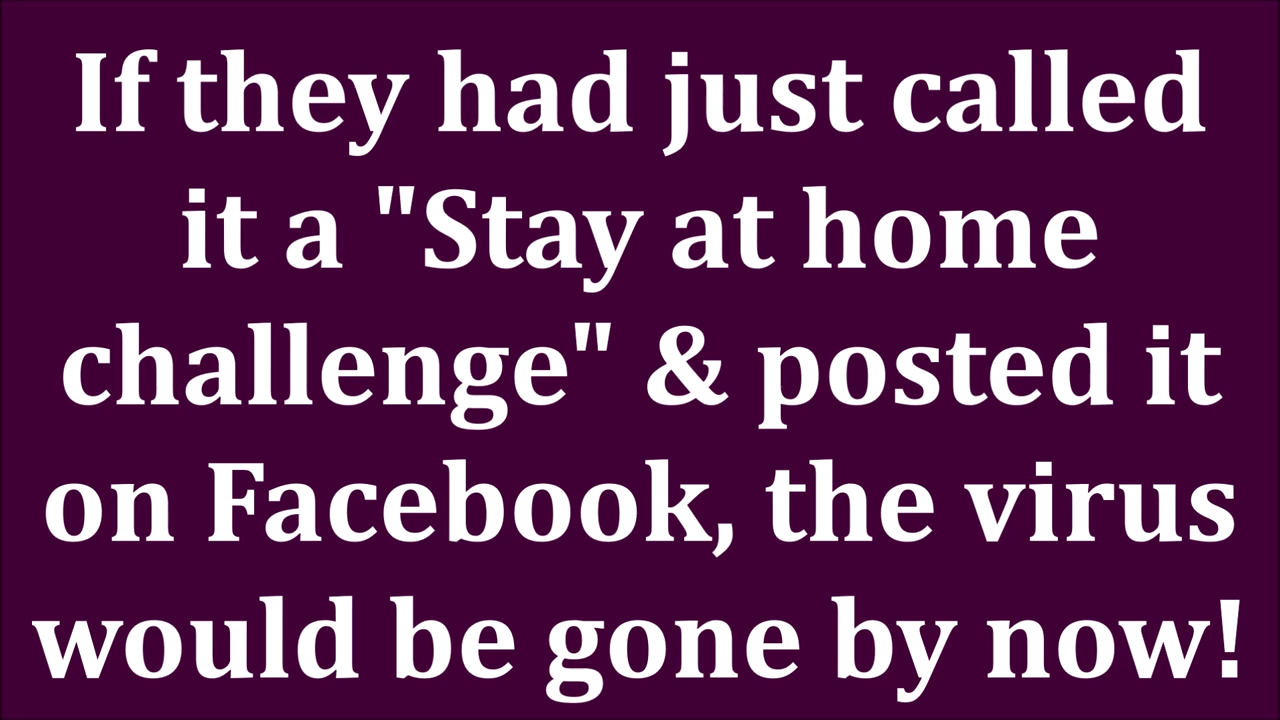 If they had just called
it a "Stay at home
challenge" & posted it
on Facebook, the virus
would be gone by now!